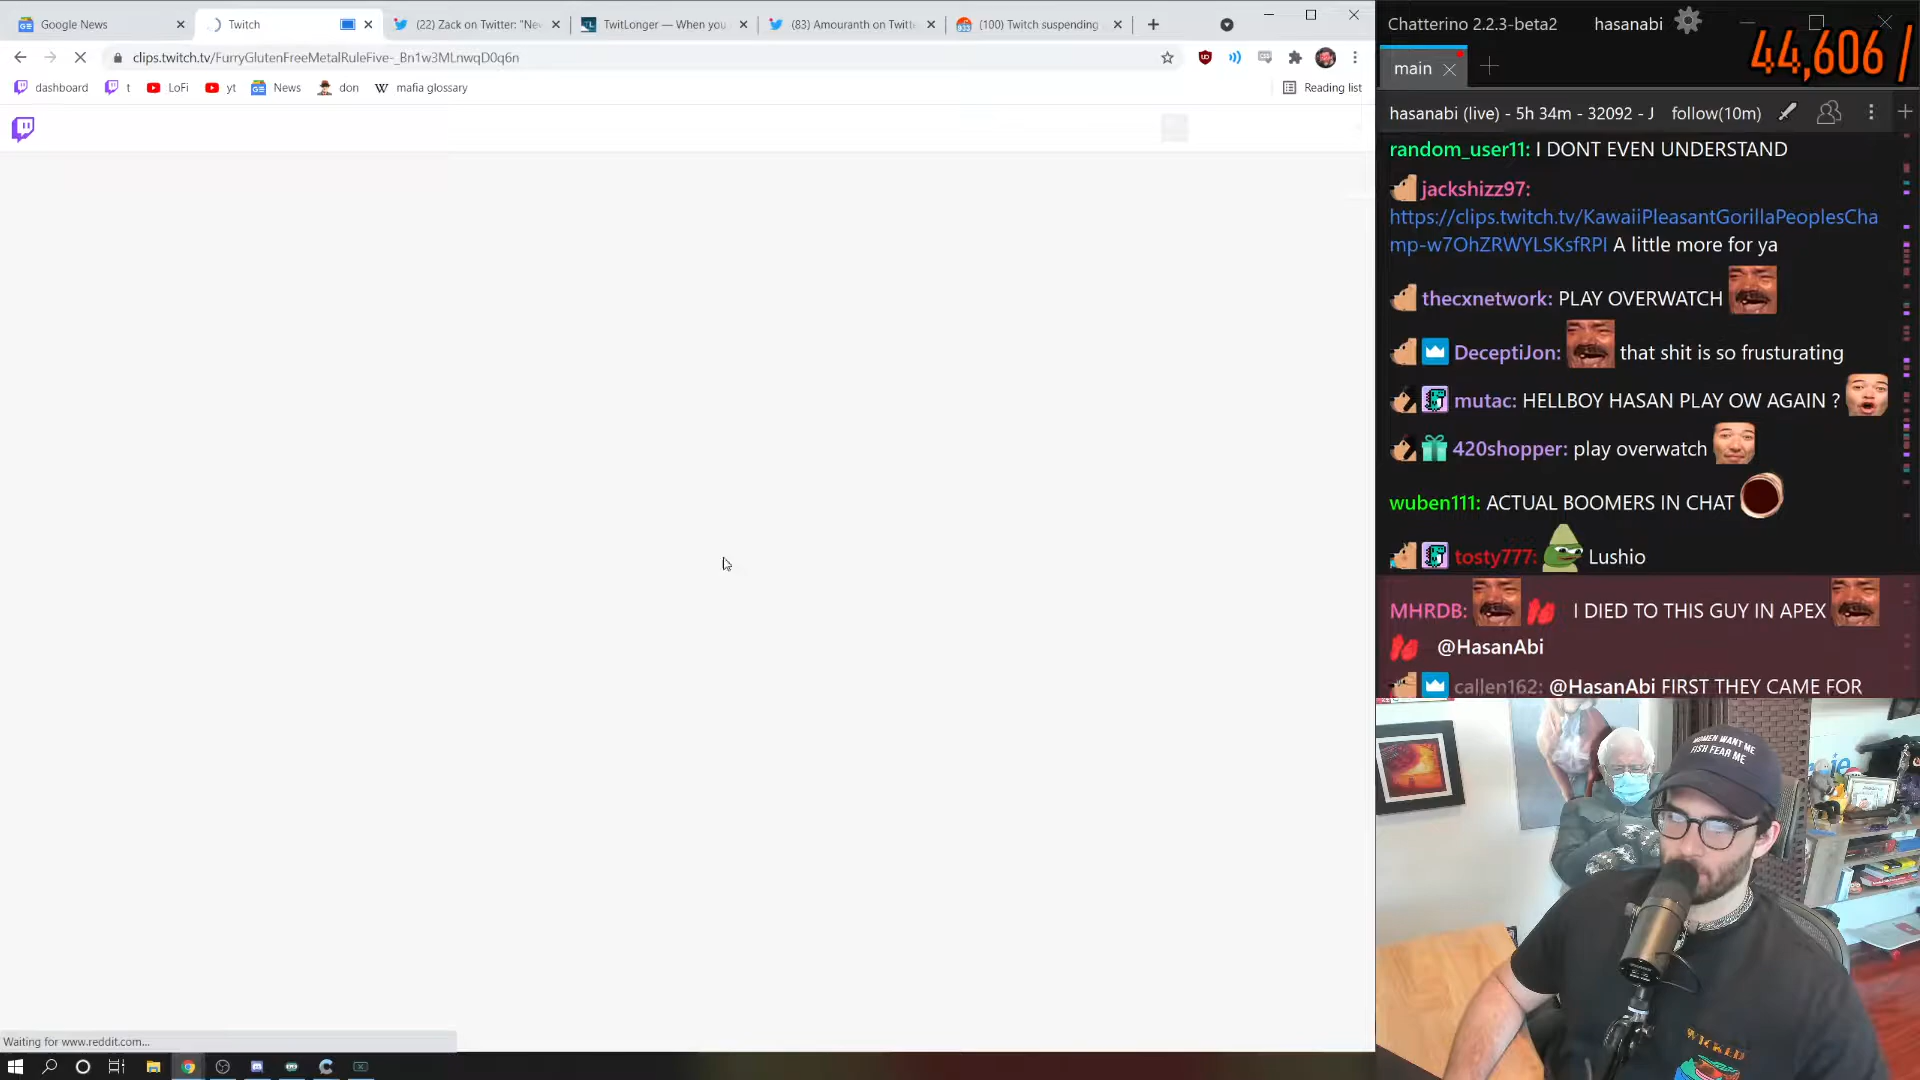 Google News
Twitch
(22) Zack on Twitter: "Ne
TwitLonger — When you
(83) Amouranth on Twitt
(100) Twitch suspending
clips.twitch.tv/FurryGlutenFreeMetalRuleFive-_Bn1w3MLnwqD0q6n
dashboard
t
LoFi
yt
News
don
mafia glossary
Reading list
Waiting for www.reddit.com...
Chatterino 2.2.3-beta2
hasanabi
44,606 /
main
hasanabi (live) - 5h 34m - 32092 - J
follow(10m)
random_user11: I DONT EVEN UNDERSTAND
jackshizz97:
https://clips.twitch.tv/KawaiiPleasantGorillaPeoplesCha
mp-w7OhZRWYLSKsfRPI A little more for ya
thecxnetwork: PLAY OVERWATCH
DeceptiJon: that shit is so frusturating
mutac: HELLBOY HASAN PLAY OW AGAIN ?
420shopper: play overwatch
wuben111: ACTUAL BOOMERS IN CHAT
tosty777: Lushio
MHRDB: I DIED TO THIS GUY IN APEX
@HasanAbi
callen162: @HasanAbi FIRST THEY CAME FOR
WOMEN WANT ME
FISH FEAR ME
WICKED